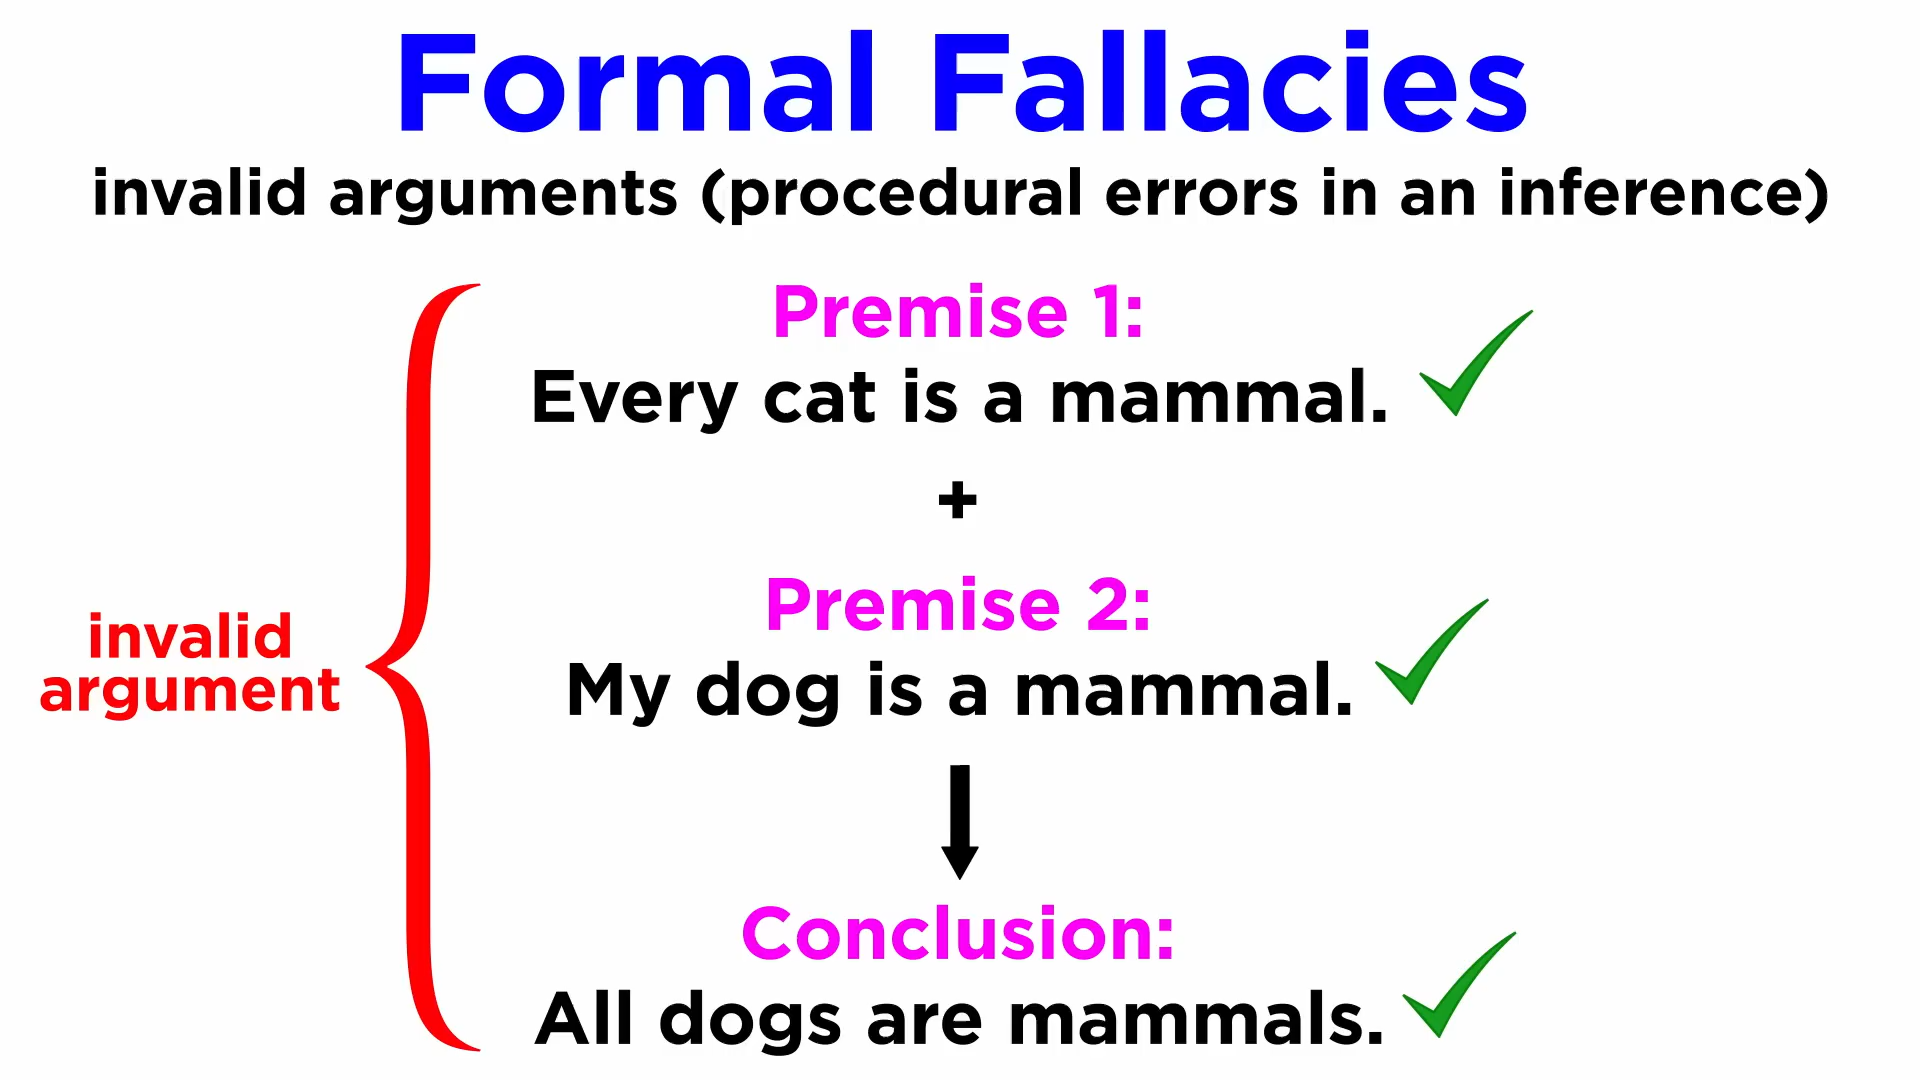 Formal Fallacies
invalid arguments (procedural errors in an inference)
Premise 1:
Every cat is a mammal.
+
Premise 2:
My dog is a mammal.
invalid
argument
Conclusion:
All dogs are mammals.